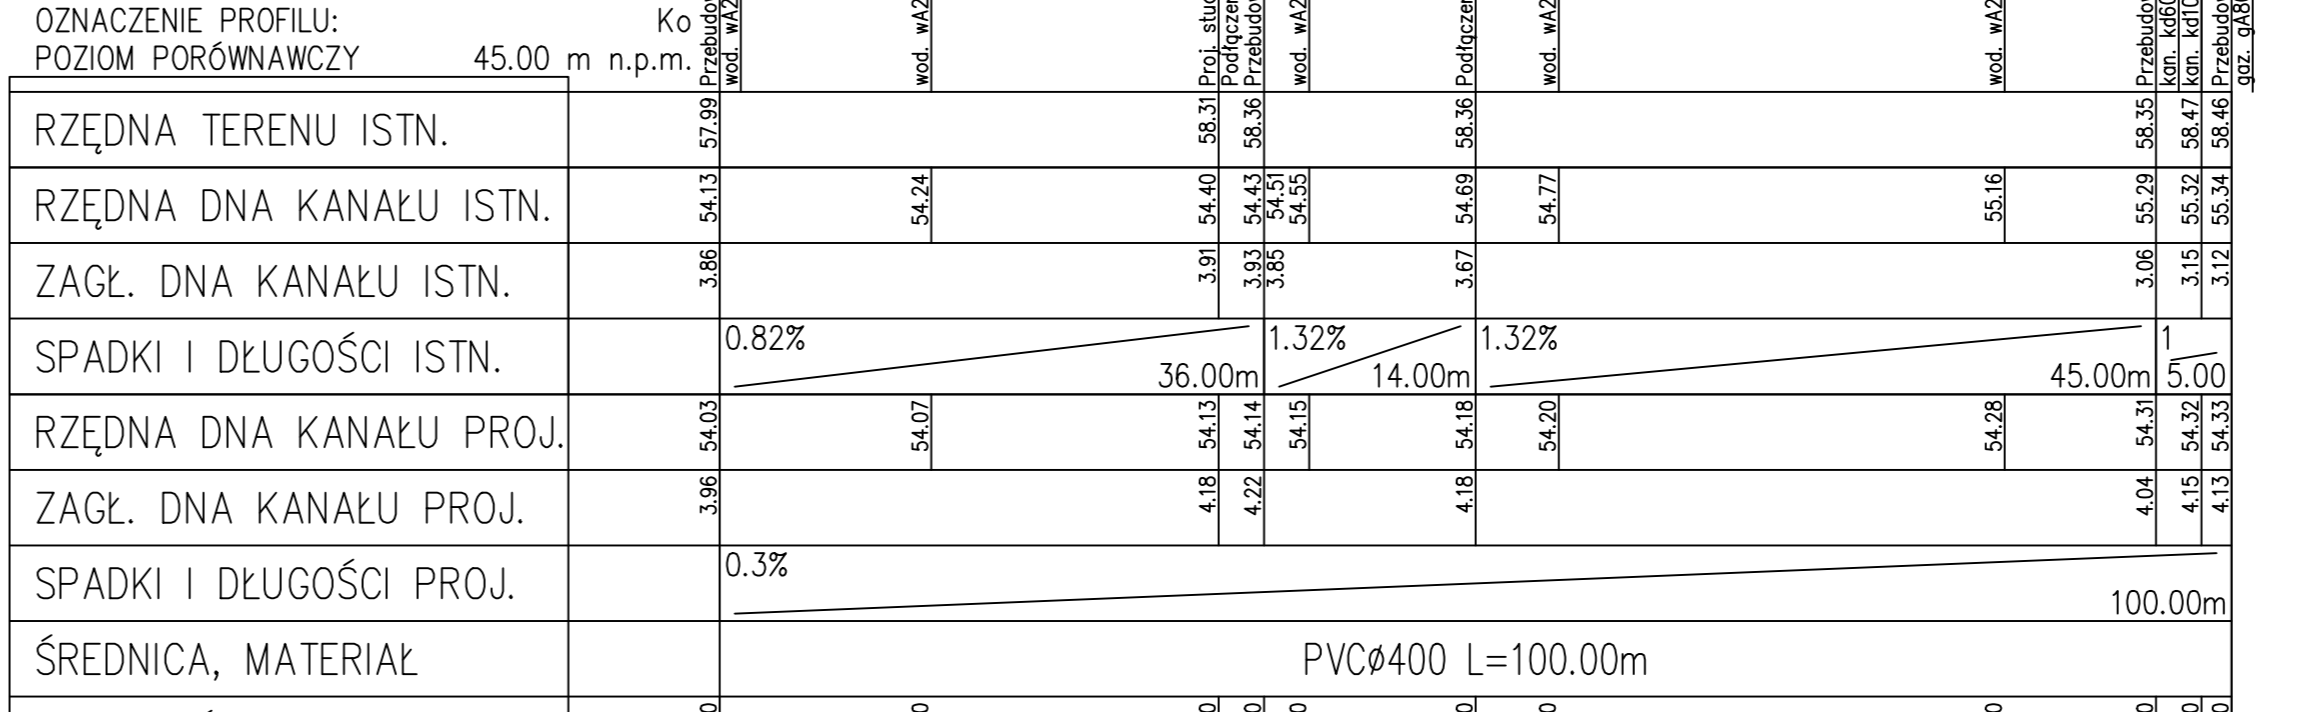 OZNACZENIE PROFILU: Ko
POZIOM PORÓWNAWCZY 45.00 m n.p.m.
wod. wA2
wod. wA2
Proj.
wod. wA2
wod. wA2
wod. wA2
kan.
kan.
gaz.
RZĘDNA TERENU ISTN. 57.99 58.31 58.36 58.36 58.35 58.47 58.46
RZĘDNA DNA KANAŁU ISTN. 54.13 54.24 54.40 54.43 54.51 54.55 54.69 54.77 55.16 55.29 55.32 55.34
ZAGŁ. DNA KANAŁU ISTN. 3.86 3.91 3.93 3.85 3.67 3.06 3.15 3.12
SPADKI I DŁUGOŚCI ISTN. 0.82% 36.00m 1.32% 14.00m 1.32% 45.00m 1 5.00
RZĘDNA DNA KANAŁU PROJ. 54.03 54.07 54.13 54.14 54.15 54.18 54.20 54.28 54.31 54.32 54.33
ZAGŁ. DNA KANAŁU PROJ. 3.96 4.18 4.22 4.18 4.04 4.15 4.13
SPADKI I DŁUGOŚCI PROJ. 0.3% 100.00m
ŚREDNICA, MATERIAŁ PVCø400 L=100.00m